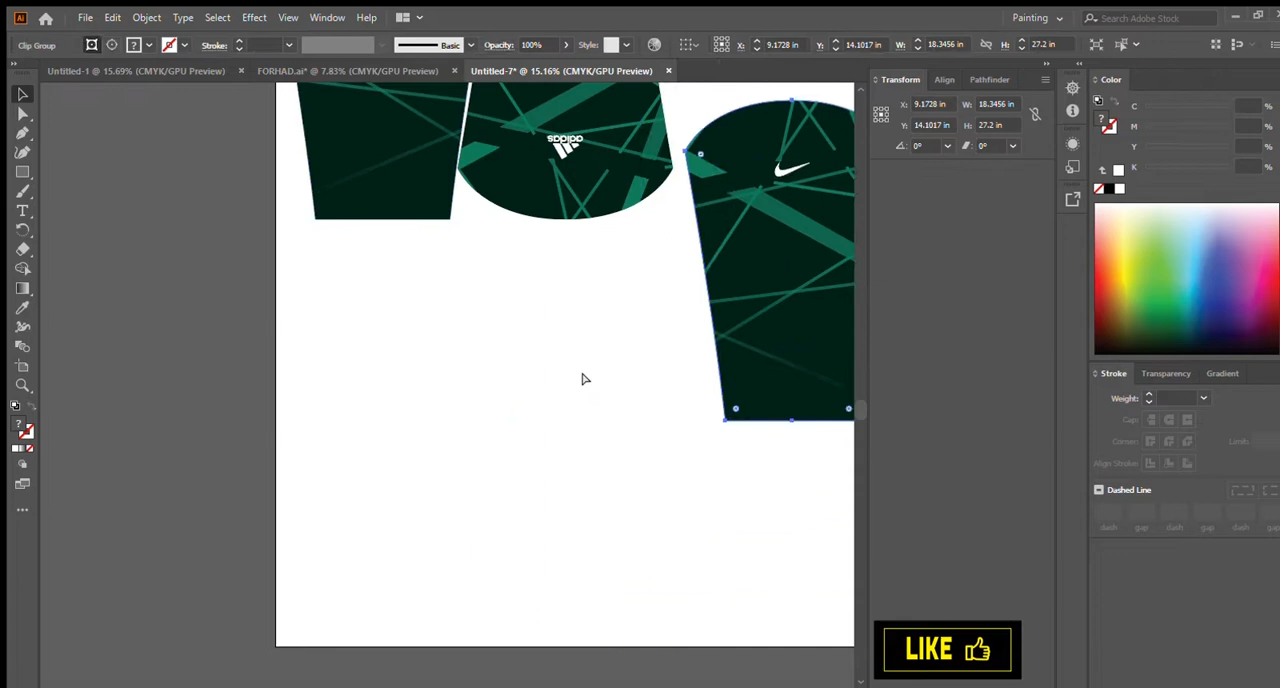 Ai File Edit Object Type Select Effect View Window Help Painting Search Adobe Stock
Clip Group ? Stroke: Basic Opacity: 100% Style: X: 9.1728 in Y: 14.1017 in W: 18.3456 in H: 27.2 in
Untitled-1 @ 15.69% (CMYK/GPU Preview) × FORHAD.ai* @ 7.83% (CMYK/GPU Preview) × Untitled-7* @ 15.16% (CMYK/GPU Preview) ×
Transform Align Pathfinder
X: 9.1728 in W: 18.3456 in
Y: 14.1017 in H: 27.2 in
0° 0°
Color
C %
M %
Y %
K %
?
adidas
T
?
Stroke Transparency Gradient
Weight:
Cap:
Corner: Limit:
Align Stroke:
Dashed Line
dash gap dash gap dash gap
LIKE